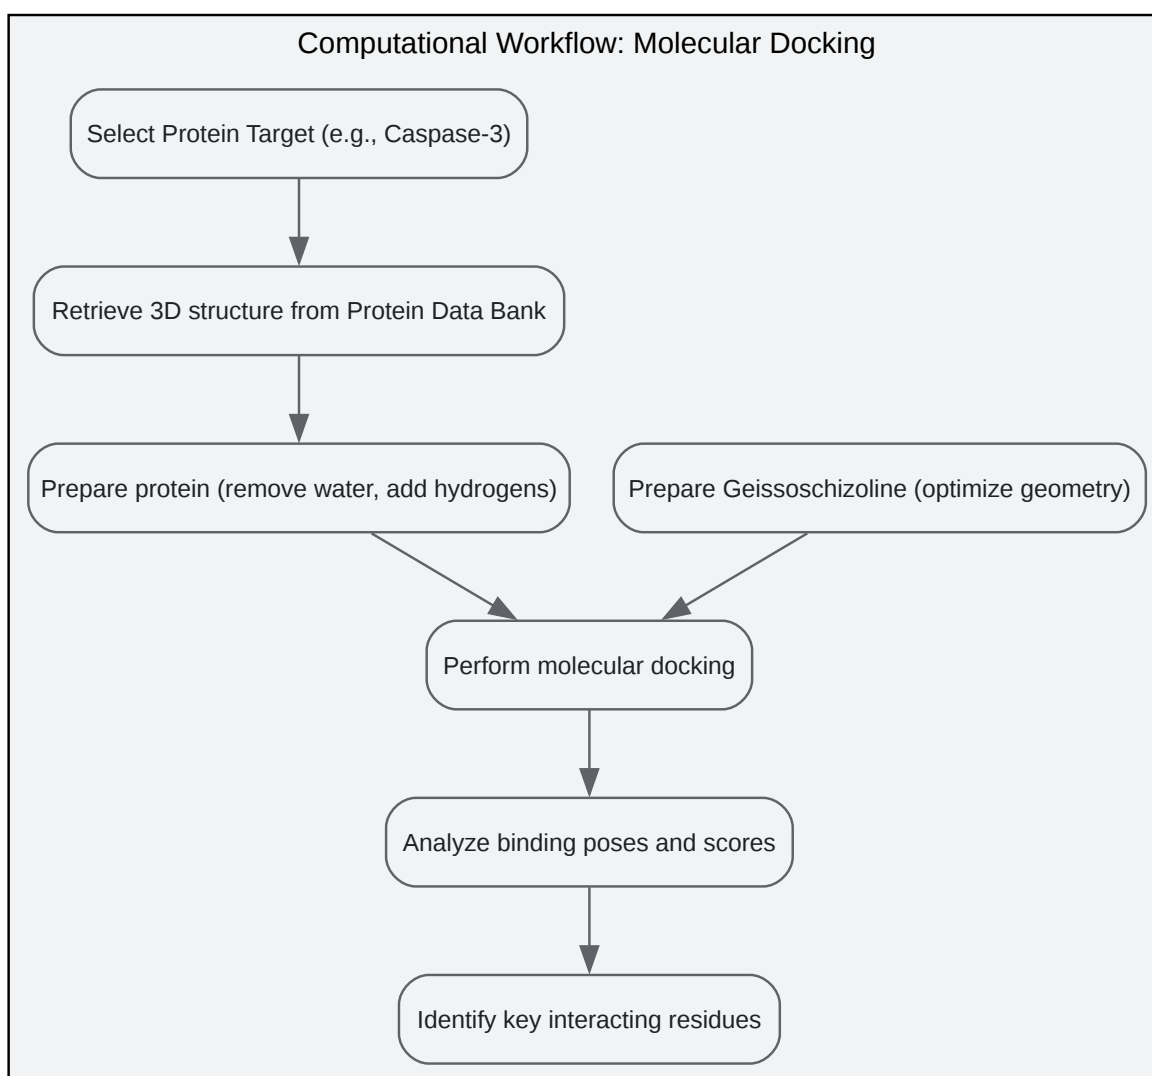 Computational Workflow: Molecular Docking
Select Protein Target (e.g., Caspase-3)
Retrieve 3D structure from Protein Data Bank
Prepare protein (remove water, add hydrogens)
Prepare Geissoschizoline (optimize geometry)
Perform molecular docking
Analyze binding poses and scores
Identify key interacting residues